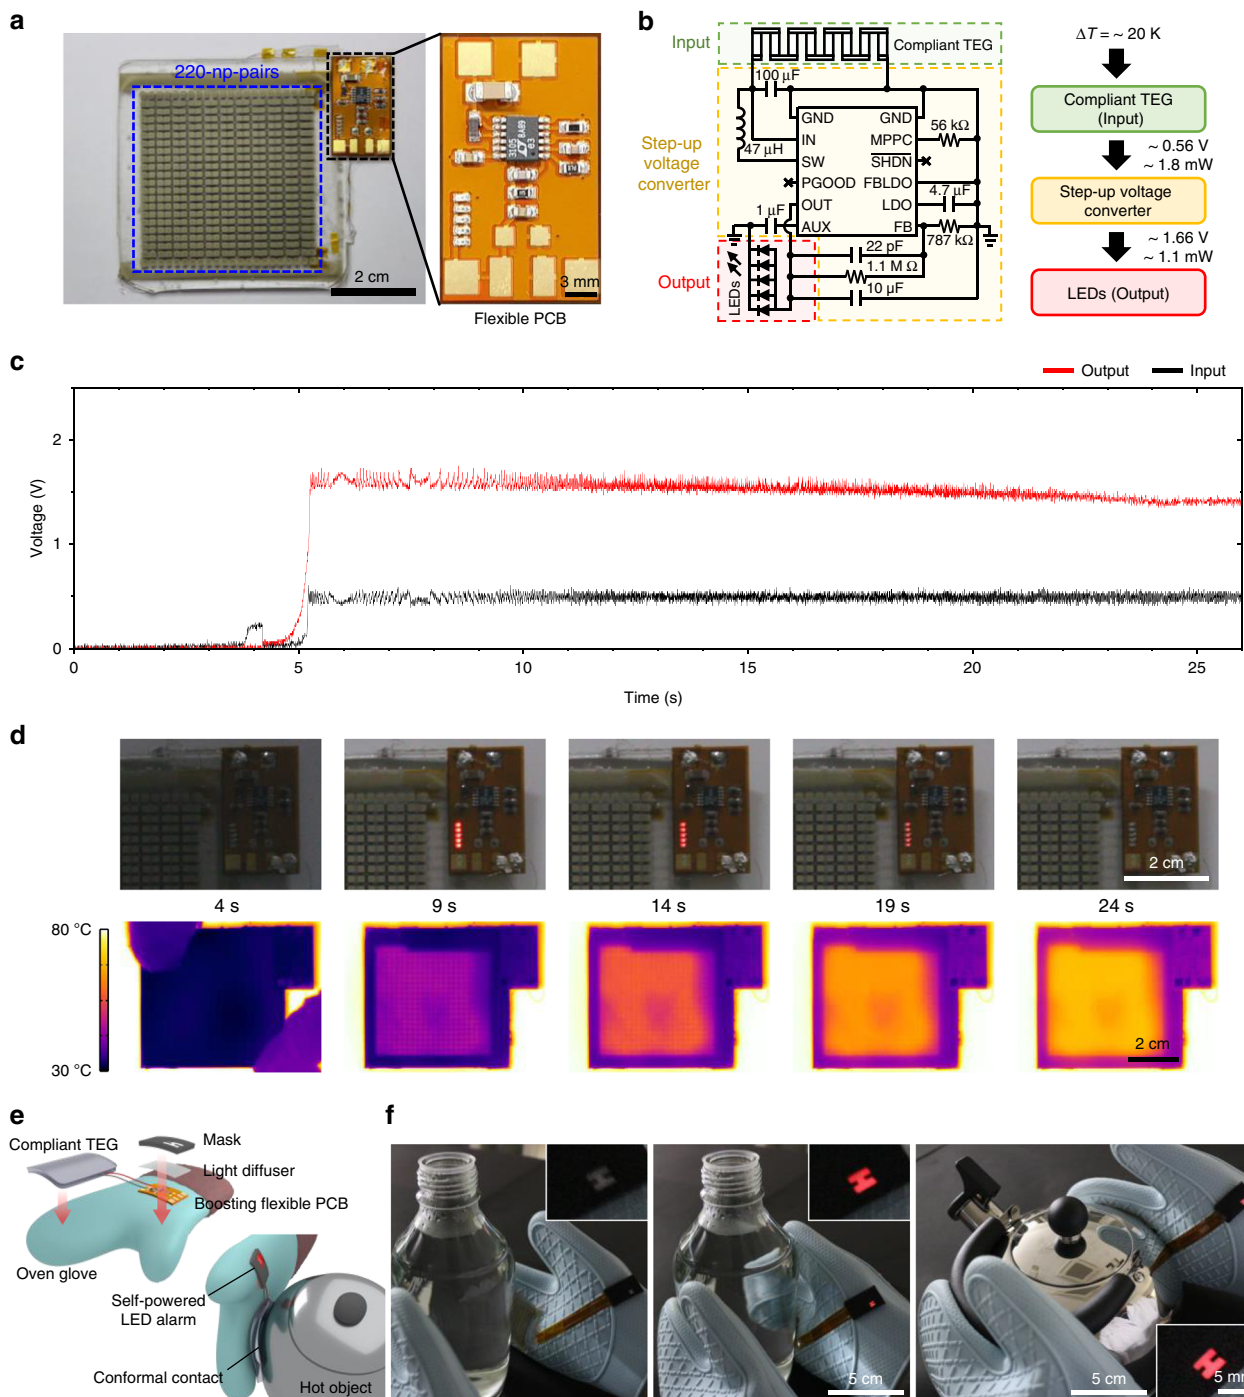 a
220-np-pairs
2 cm
3 mm
Flexible PCB
b
Input
Compliant TEG
100 µF
47 µH
GND
GND
IN
MPPC
56 kΩ
SW
SHDN
PGOOD
FBLDO
4.7 µF
OUT
LDO
1 µF
AUX
FB
787 kΩ
Step-up
voltage
converter
22 pF
1.1 M Ω
10 µF
Output
LEDs
ΔT = ~ 20 K
Compliant TEG
(Input)
~ 0.56 V
~ 1.8 mW
Step-up voltage
converter
~ 1.66 V
~ 1.1 mW
LEDs (Output)
c
Output
Input
Voltage (V)
2
1
0
0
5
10
15
20
25
Time (s)
d
2 cm
4 s
9 s
14 s
19 s
24 s
80 °C
30 °C
2 cm
e
Compliant TEG
Mask
Light diffuser
Boosting flexible PCB
Oven glove
Self-powered
LED alarm
Conformal contact
Hot object
f
H
H
H
5 cm
5 cm
5 mm